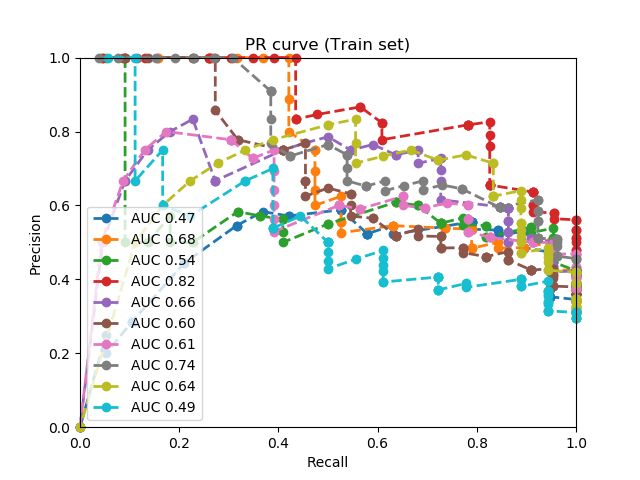 PR curve (Train set)
1.0
0.8
0.6
0.4
0.2
0.0
Precision
AUC 0.47
AUC 0.68
AUC 0.54
AUC 0.82
AUC 0.66
AUC 0.60
AUC 0.61
AUC 0.74
AUC 0.64
AUC 0.49
0.0 0.2 0.4 0.6 0.8 1.0
Recall